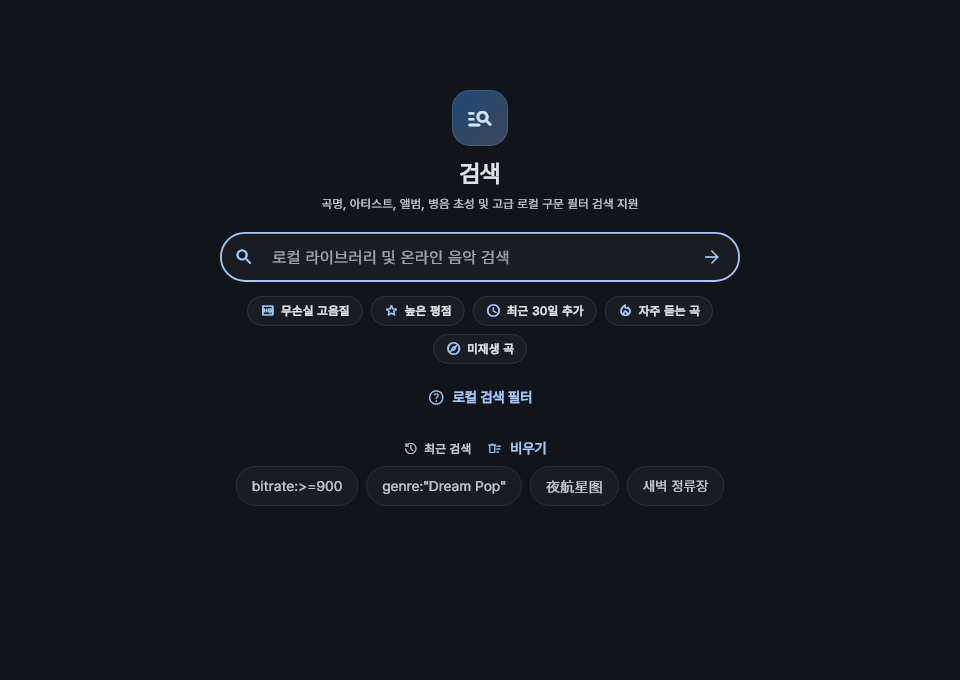 검색
곡명, 아티스트, 앨범, 병음 초성 및 고급 로컬 구문 필터 검색 지원
로컬 라이브러리 및 온라인 음악 검색
HQ 무손실 고음질 높은 평점 최근 30일 추가 자주 듣는 곡
미재생 곡
로컬 검색 필터
최근 검색 비우기
bitrate:>=900 genre:"Dream Pop" 夜航星图 새벽 정류장